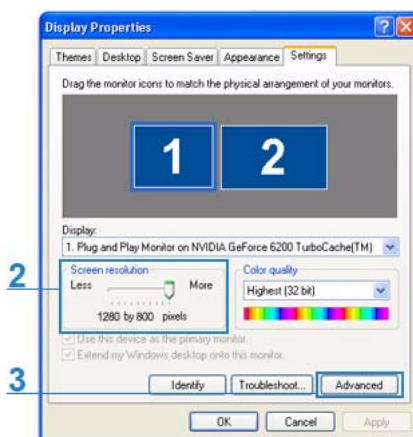 Display Properties
Themes Desktop Screen Saver Appearance Settings
Drag the monitor icons to match the physical arrangement of your monitors.
1 2
Display:
1. Plug and Play Monitor on NVIDIA GeForce 6200 TurboCache(TM)
2
Screen resolution
Less More
1280 by 800 pixels
Color quality
Highest (32 bit)
Use this device as the primary monitor.
Extend my Windows desktop onto this monitor.
3
Identify Troubleshoot... Advanced
OK Cancel Apply